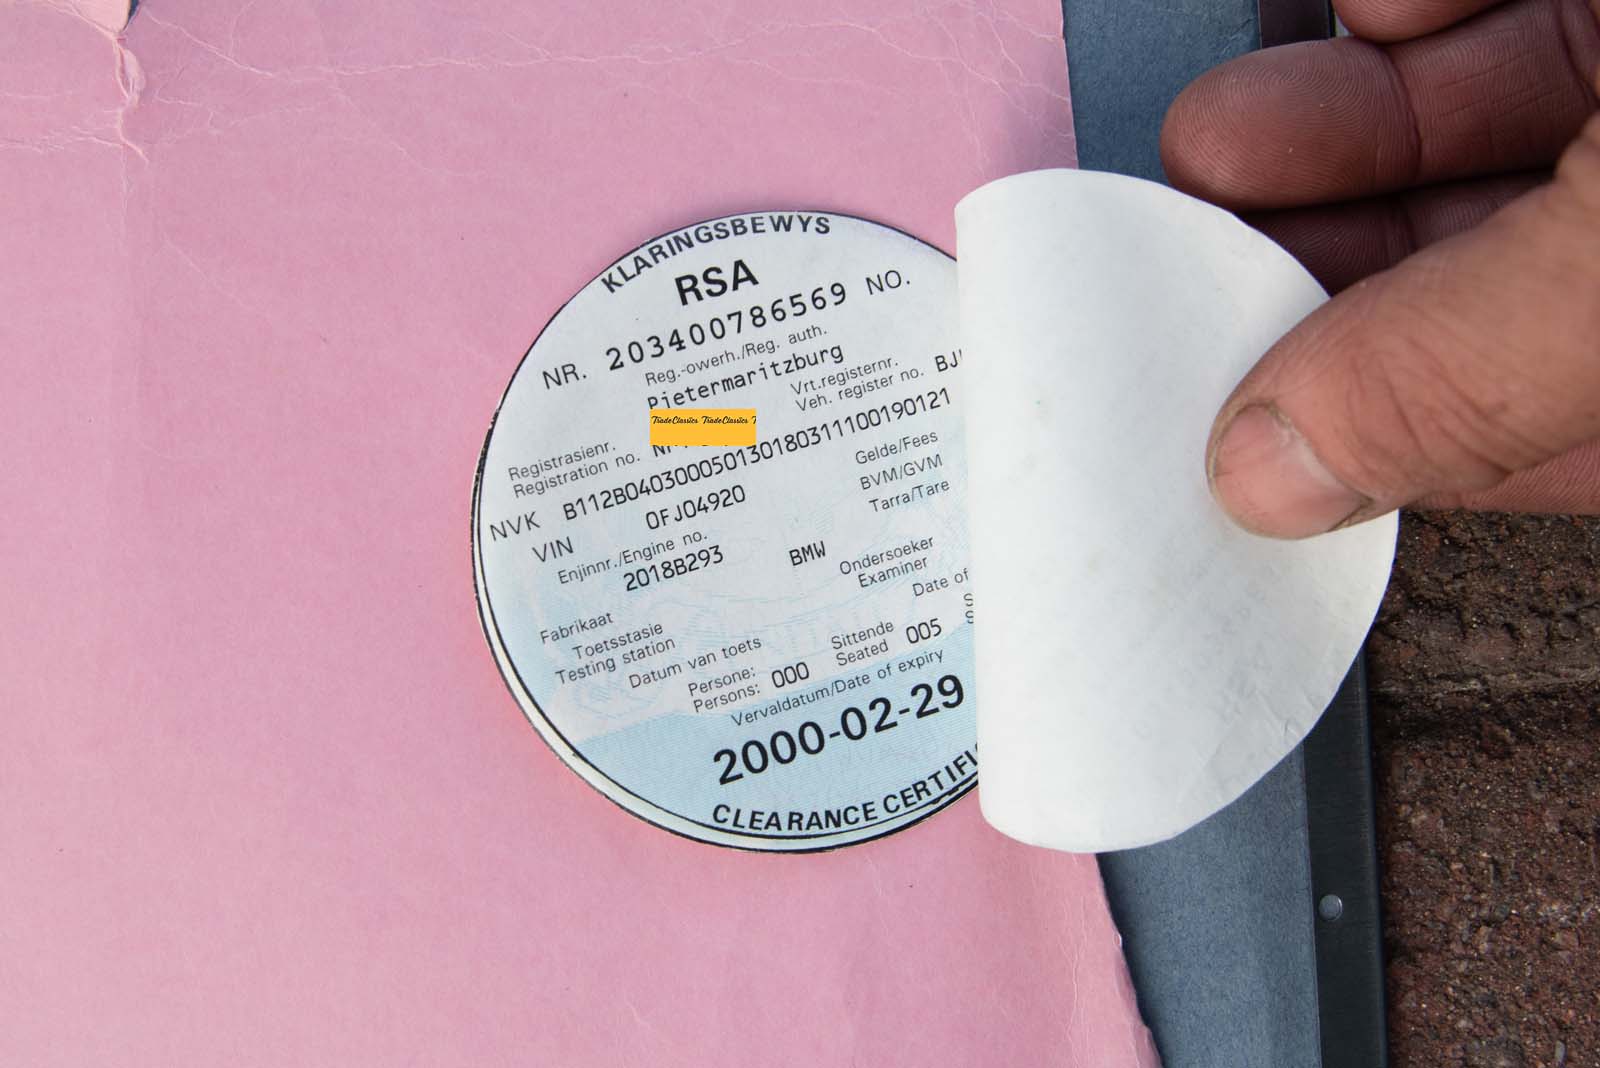 KLARINGSBEWYS
RSA
NR. 203400786569 NO.
Reg.-owerh./Reg. auth.
Pietermaritzburg
Vrt.registernr.
Veh. register no.
TradeClassics TradeClassics
Registrasienr.
Registration no.
NVK B112B0403000501301803111100190121
VIN 0FJ04920
Gelde/Fees
BVM/GVM
Tarra/Tare
Enjinnr./Engine no.
2018B293
BMW
Ondersoeker
Examiner
Fabrikaat
Toetsstasie
Testing station
Date of
Datum van toets
Persone:
Persons: 000
Sittende
Seated 005
Vervaldatum/Date of expiry
2000-02-29
CLEARANCE